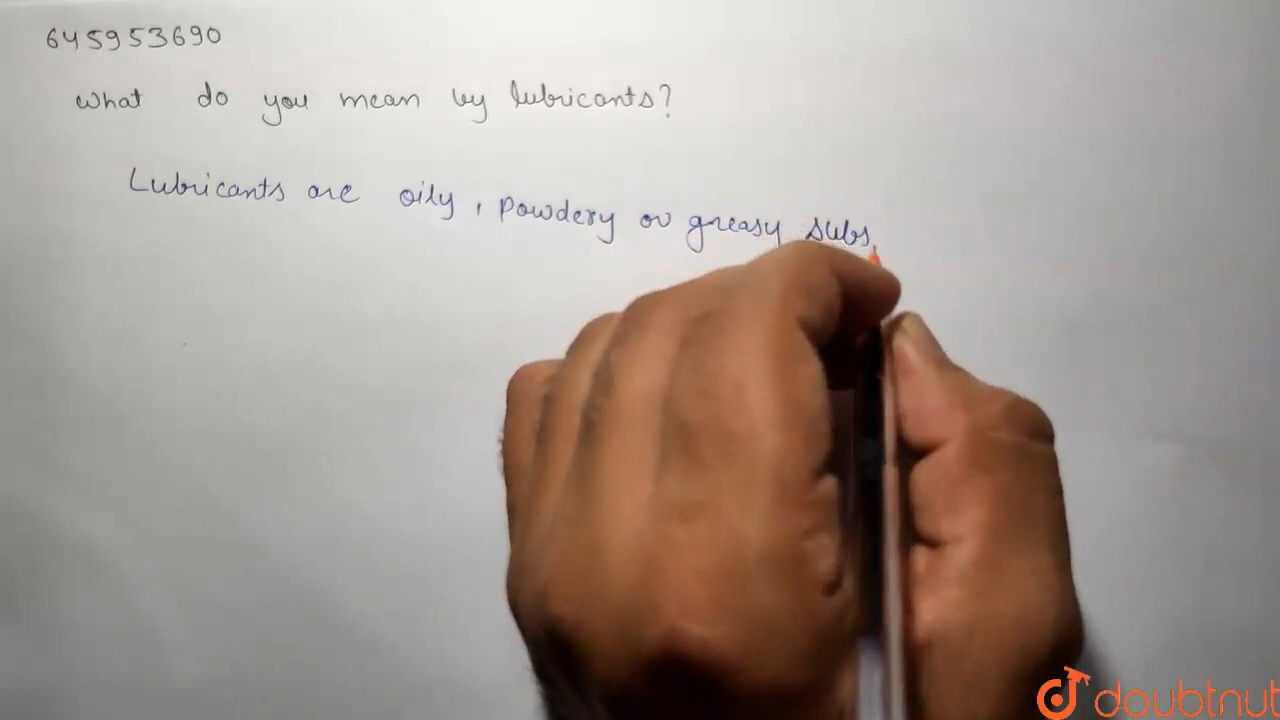 645953690
What do you mean by lubricants?
Lubricants are oily, powdery or greasy subs
doubtnut